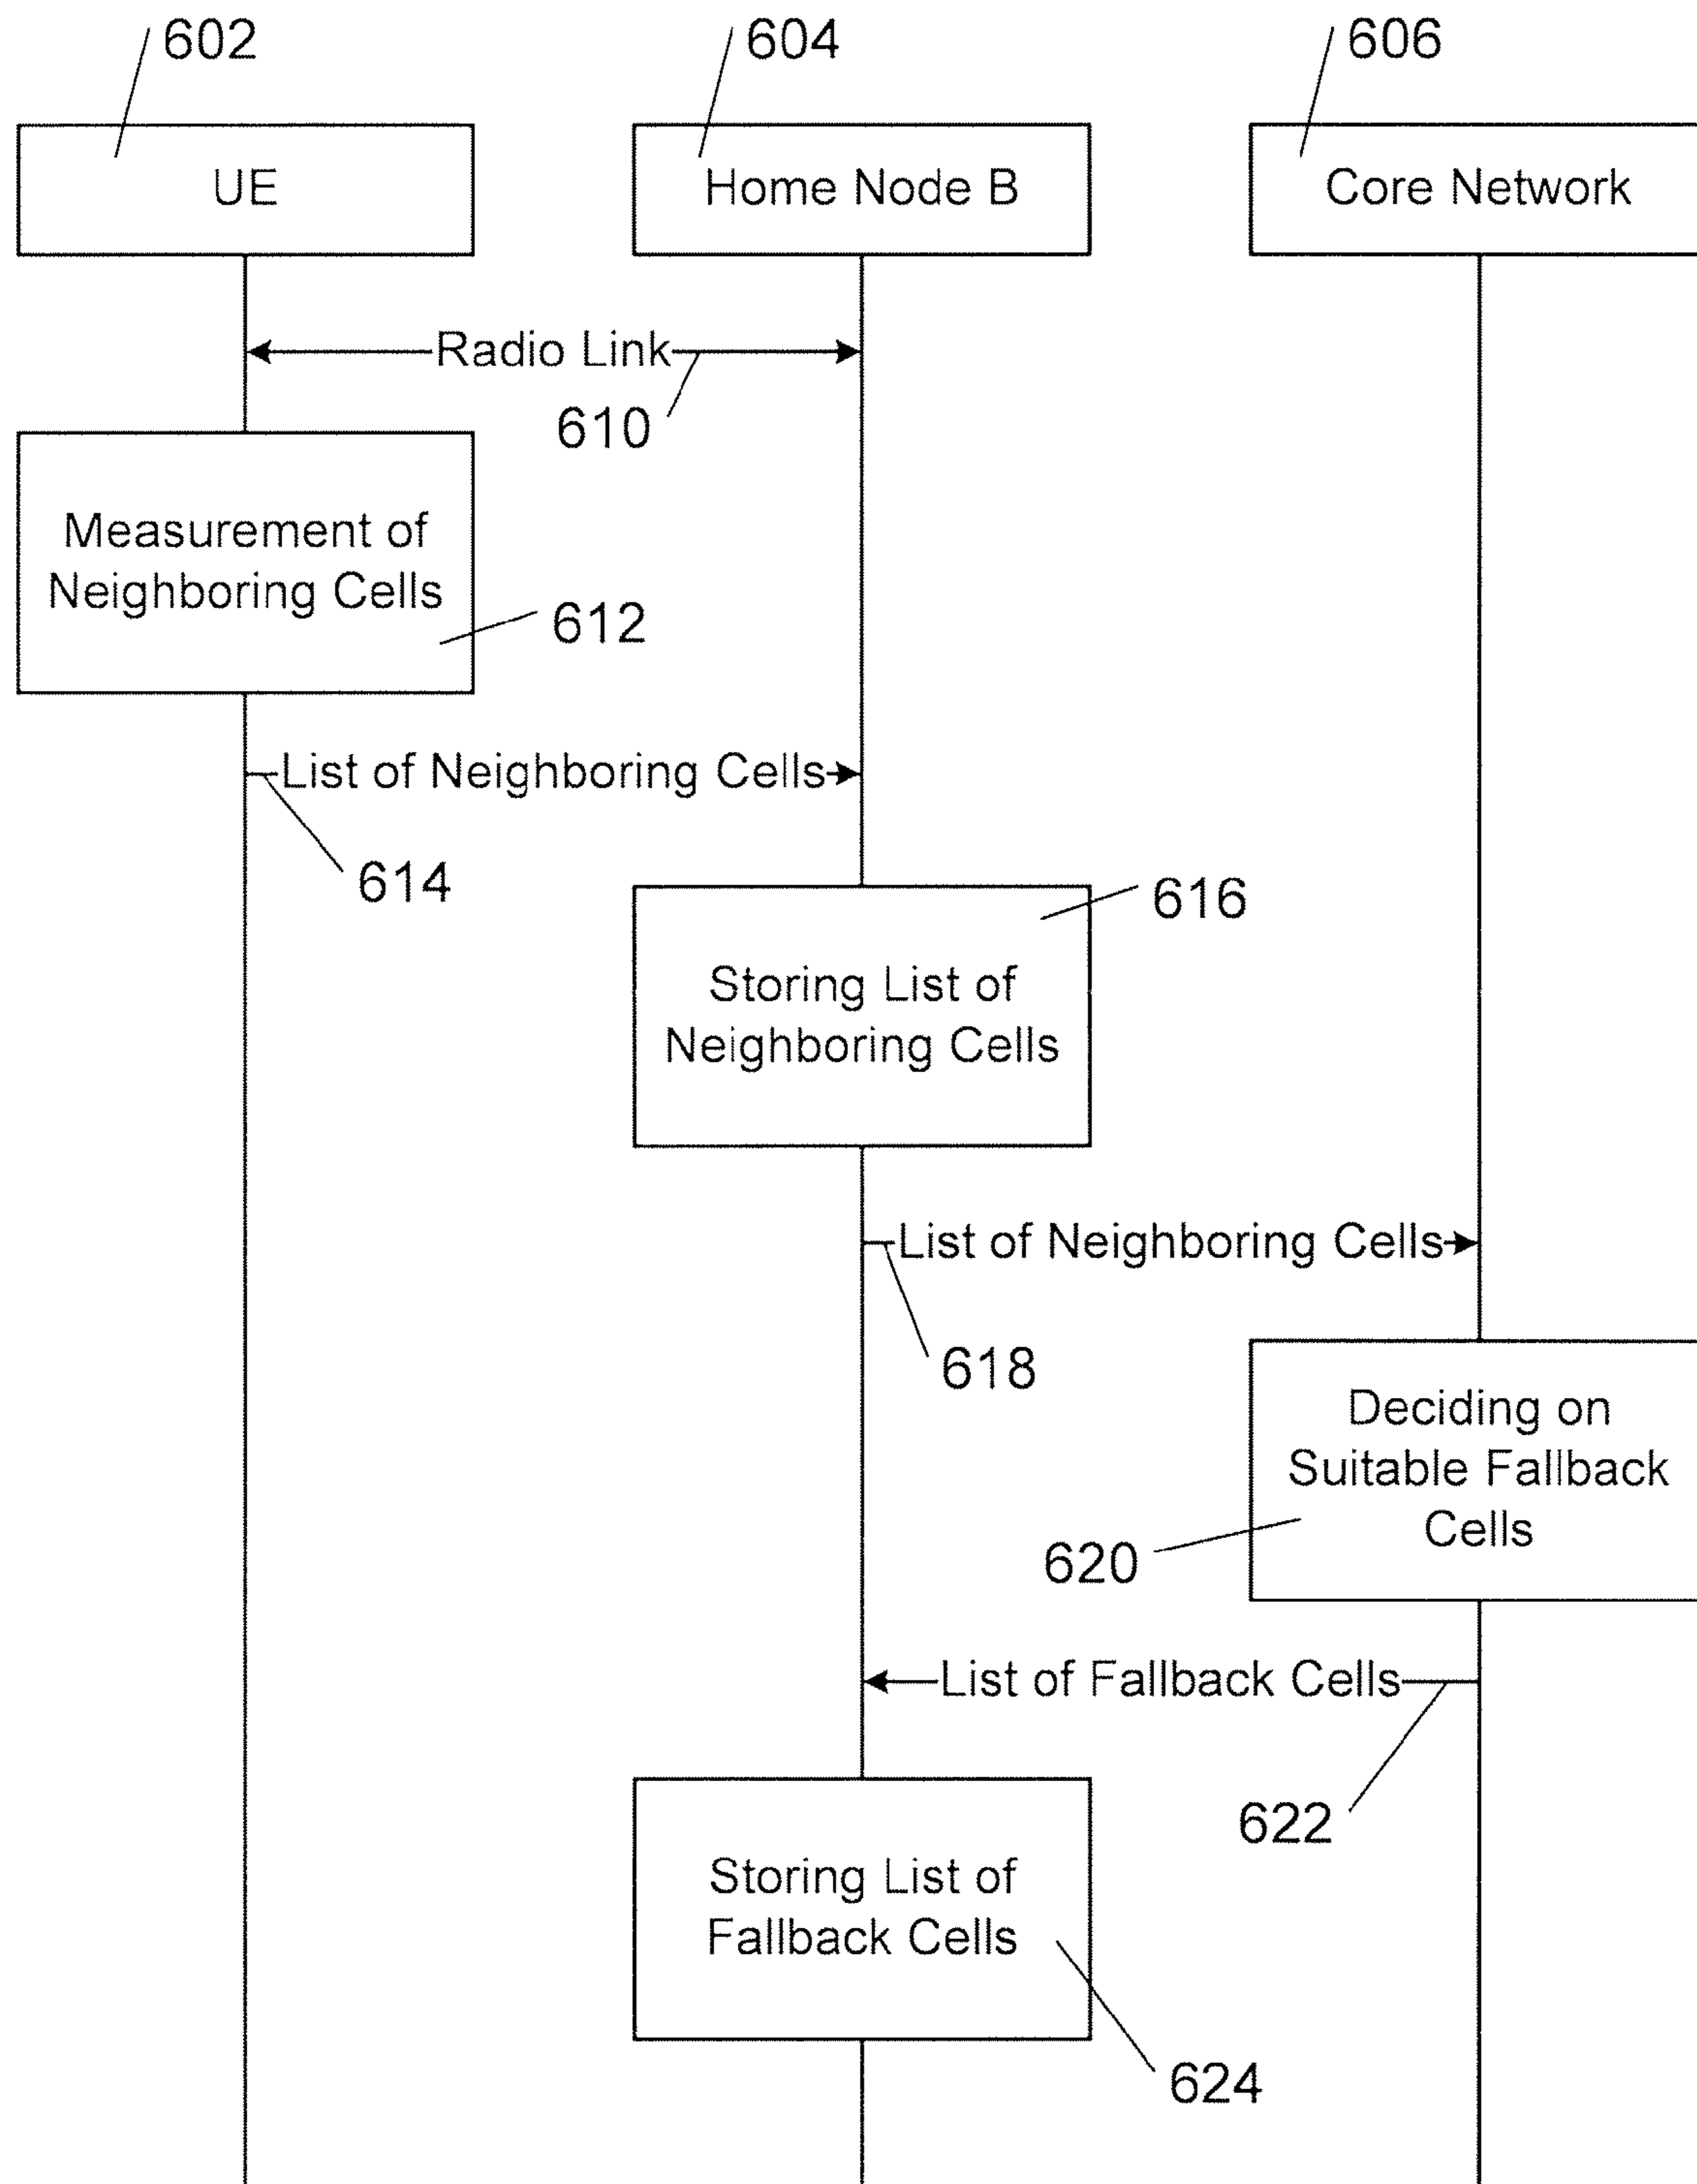 602
604
606
UE
Home Node B
Core Network
Radio Link
610
Measurement of
Neighboring Cells
612
List of Neighboring Cells
614
616
Storing List of
Neighboring Cells
List of Neighboring Cells
618
Deciding on
Suitable Fallback
Cells
620
List of Fallback Cells
622
Storing List of
Fallback Cells
624